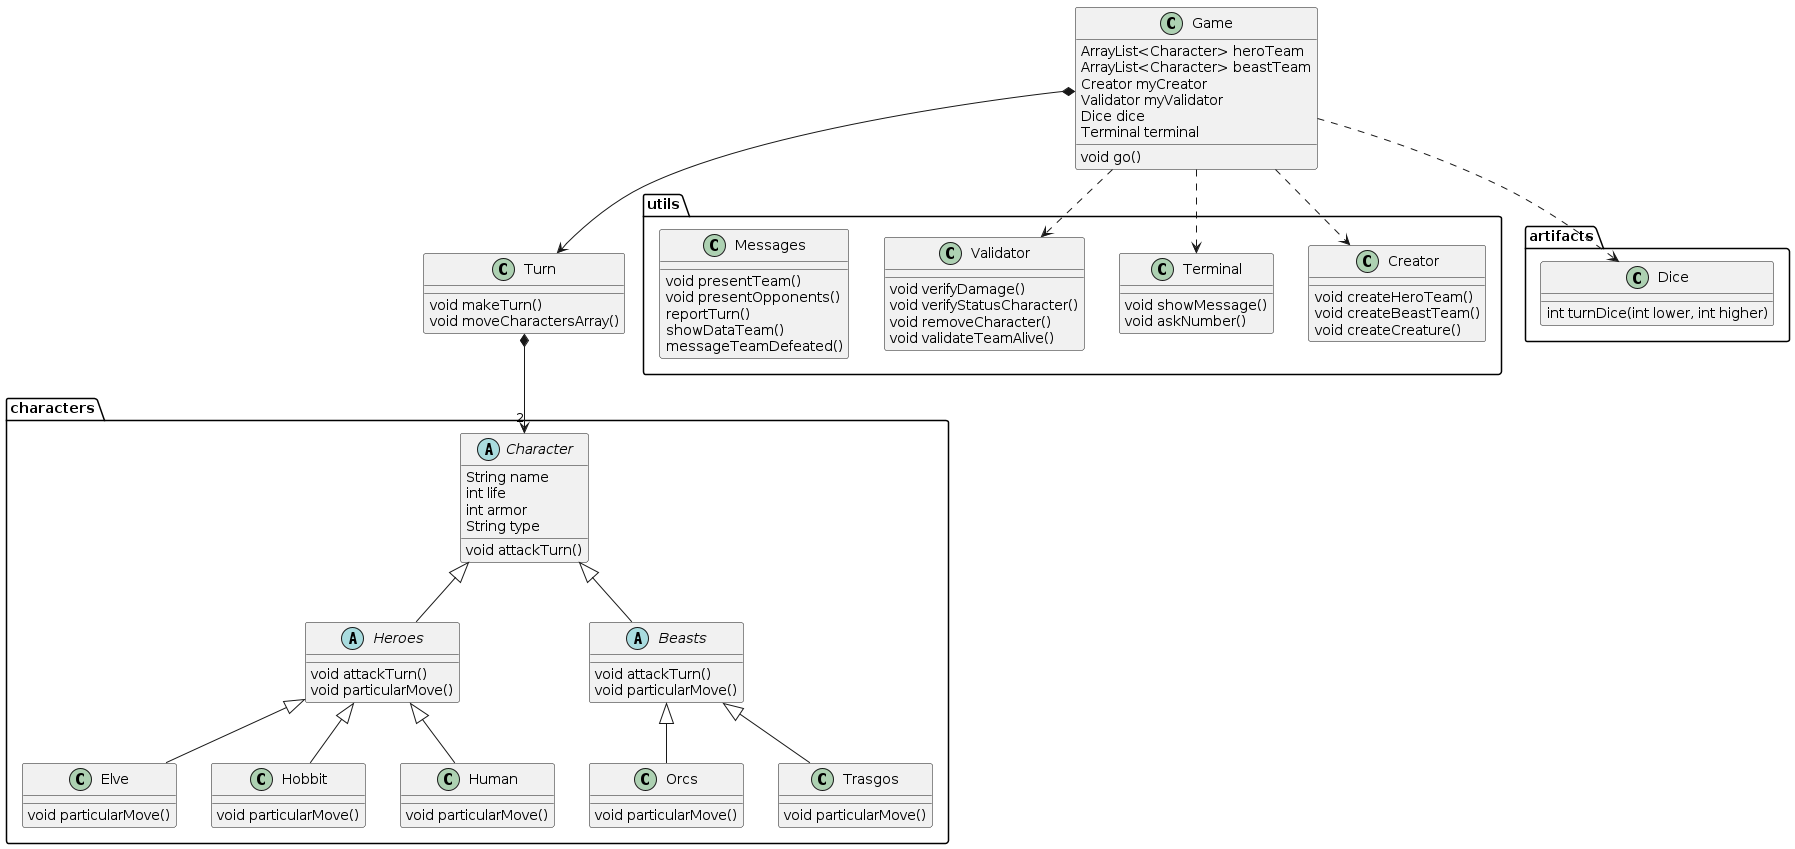 C Game
ArrayList<Character> heroTeam
ArrayList<Character> beastTeam
Creator myCreator
Validator myValidator
Dice dice
Terminal terminal
void go()
utils
C Messages
void presentTeam()
void presentOpponents()
reportTurn()
showDataTeam()
messageTeamDefeated()
C Validator
void verifyDamage()
void verifyStatusCharacter()
void removeCharacter()
void validateTeamAlive()
C Terminal
void showMessage()
void askNumber()
C Creator
void createHeroTeam()
void createBeastTeam()
void createCreature()
artifacts
C Dice
int turnDice(int lower, int higher)
C Turn
void makeTurn()
void moveCharactersArray()
2
characters
A Character
String name
int life
int armor
String type
void attackTurn()
A Heroes
void attackTurn()
void particularMove()
A Beasts
void attackTurn()
void particularMove()
C Elve
void particularMove()
C Hobbit
void particularMove()
C Human
void particularMove()
C Orcs
void particularMove()
C Trasgos
void particularMove()